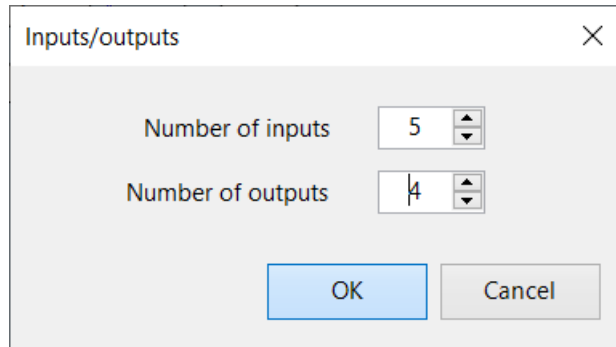 Inputs/outputs
Number of inputs 5
Number of outputs 4
OK Cancel